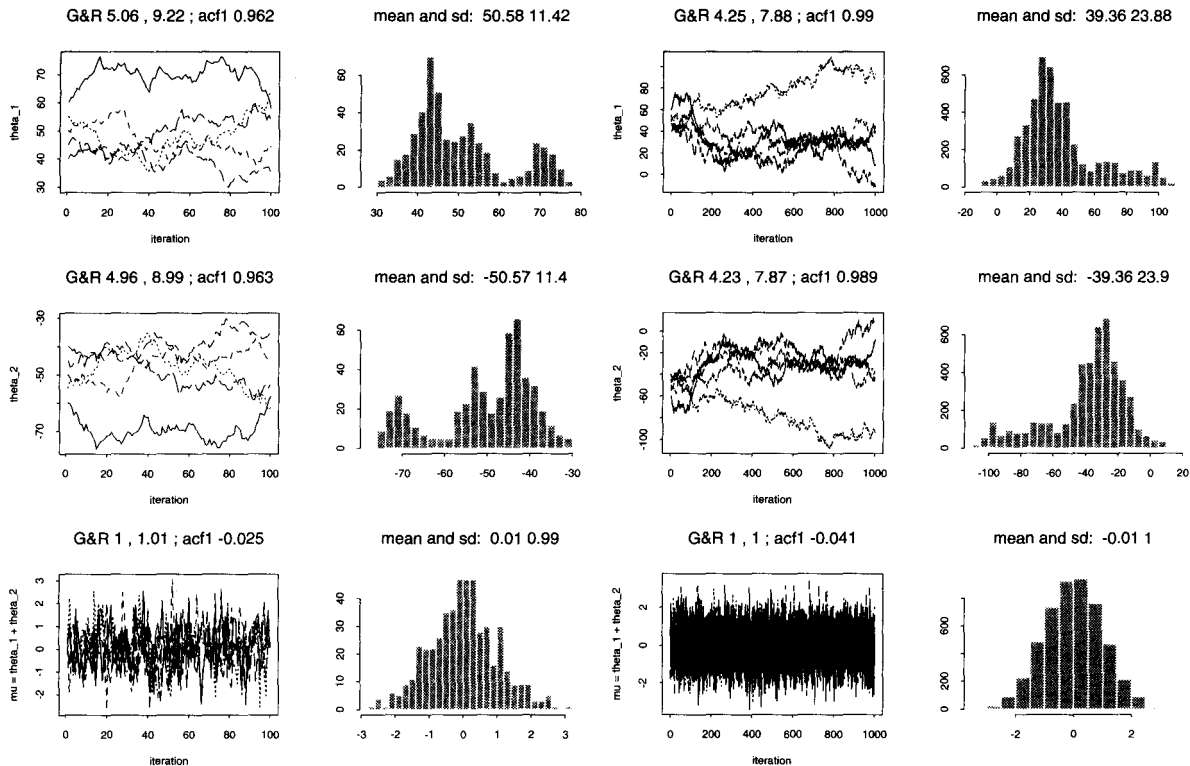 G&R 5.06 , 9.22 ; acf1 0.962
mean and sd: 50.58 11.42
G&R 4.25 , 7.88 ; acf1 0.99
mean and sd: 39.36 23.88
theta_1
70
60
50
40
30
0 20 40 60 80 100
iteration
80
60
40
20
0
30 40 50 60 70 80
theta_1
100
80
60
40
20
0
0 200 400 600 800 1000
iteration
600
400
200
0
-20 0 20 40 60 80 100
G&R 4.96 , 8.99 ; acf1 0.963
mean and sd: -50.57 11.4
G&R 4.23 , 7.87 ; acf1 0.989
mean and sd: -39.36 23.9
theta_2
-30
-50
-70
0 20 40 60 80 100
iteration
60
40
20
0
-70 -60 -50 -40 -30
theta_2
0
-20
-60
-100
0 200 400 600 800 1000
iteration
600
400
200
0
-100 -80 -60 -40 -20 0 20
G&R 1 , 1.01 ; acf1 -0.025
mean and sd: 0.01 0.99
G&R 1 , 1 ; acf1 -0.041
mean and sd: -0.01 1
mu = theta_1 + theta_2
3
2
1
0
-1
-2
0 20 40 60 80 100
iteration
40
30
20
10
0
-3 -2 -1 0 1 2 3
mu = theta_1 + theta_2
2
0
-2
0 200 400 600 800 1000
iteration
600
400
200
0
-2 0 2